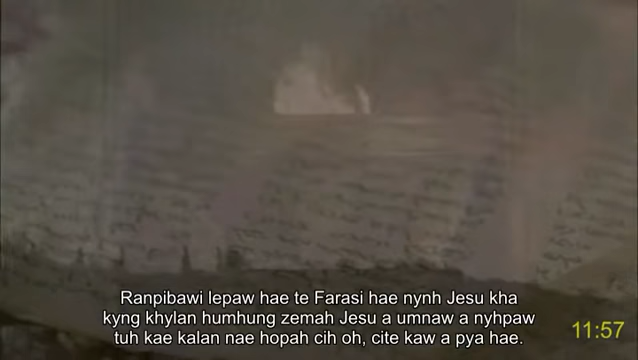 Ranpibawi lepaw hae te Farasi hae nynh Jesu kha
kyng khylan humhung zemah Jesu a umnaw a nyhpaw
tuh kae kalan nae hopah cih oh, cite kaw a pya hae.
11:57